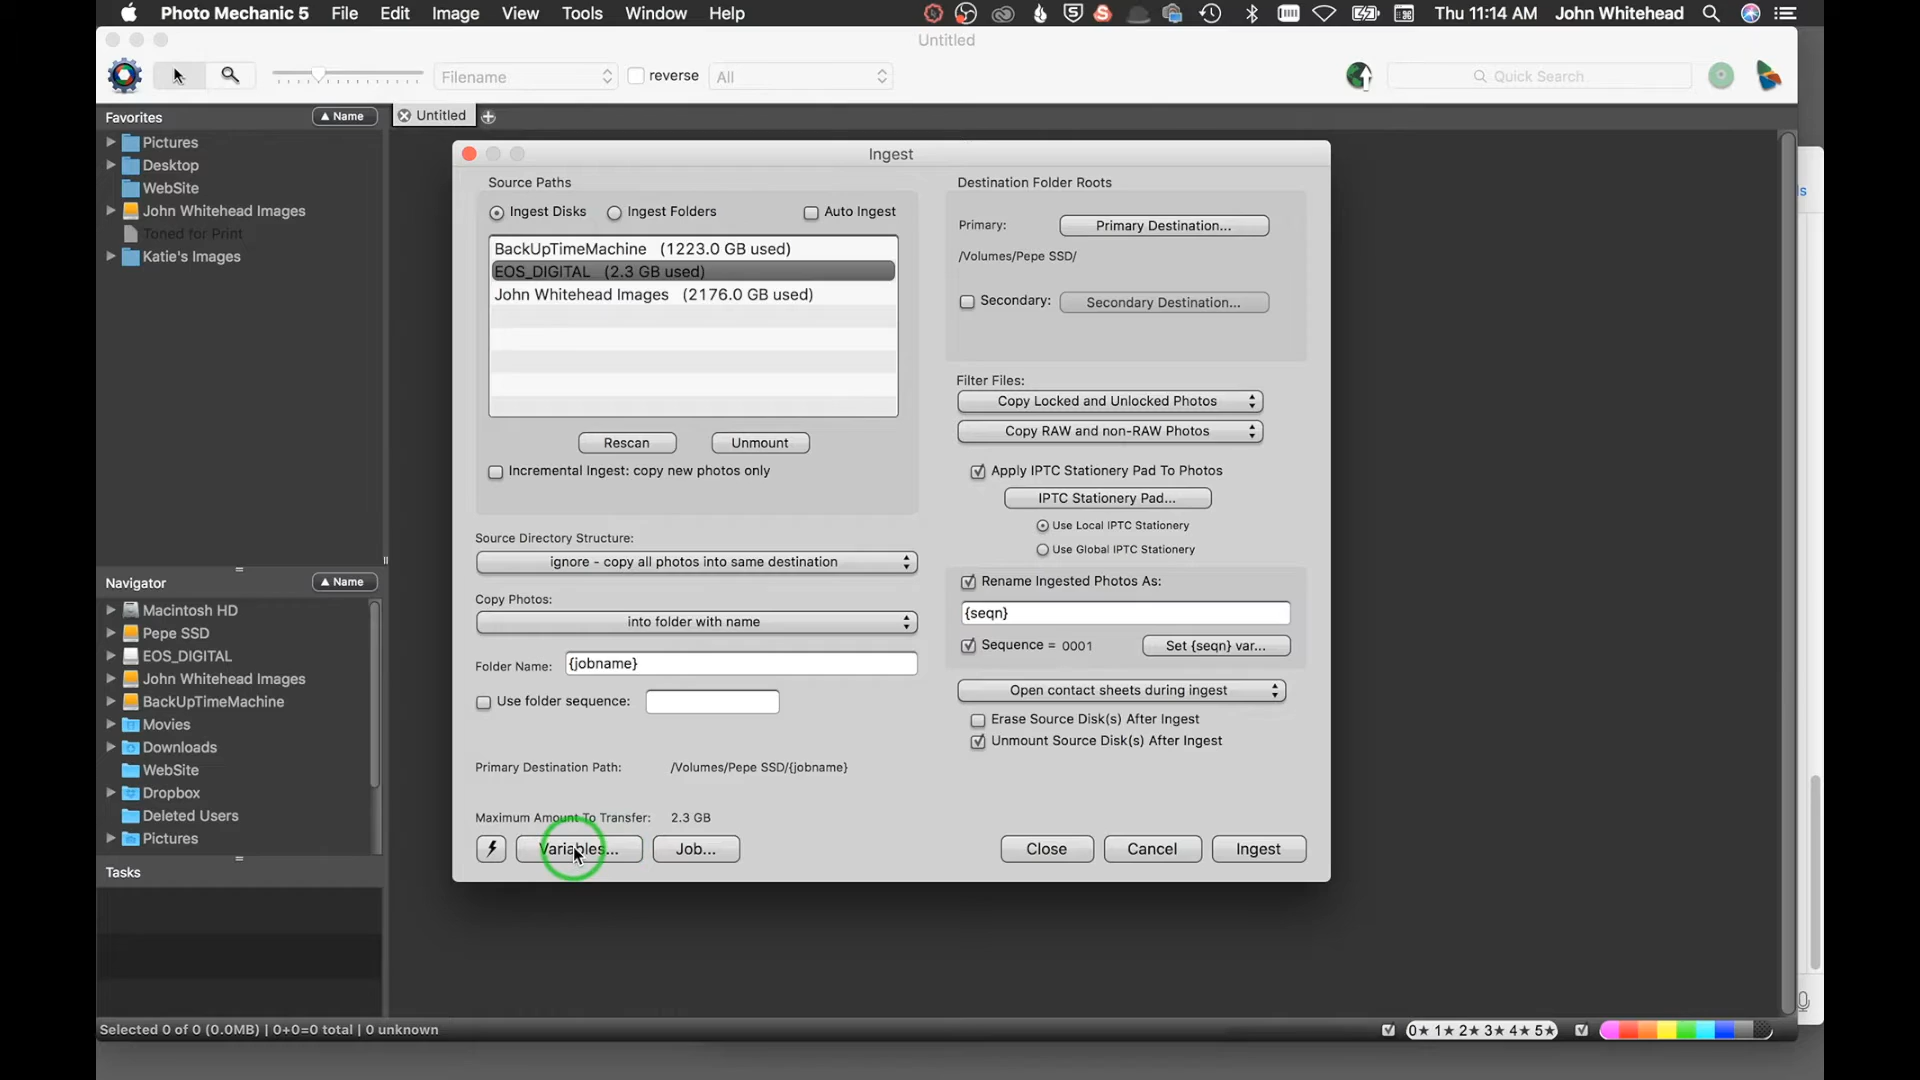 Photo Mechanic 5 File Edit Image View Tools Window Help Thu 11:14 AM John Whitehead
Untitled
Filename reverse All Quick Search
Favorites ▲ Name
Untitled
Pictures
Desktop
WebSite
John Whitehead Images
Toned for Print
Katie's Images
Navigator ▲ Name
Macintosh HD
Pepe SSD
EOS_DIGITAL
John Whitehead Images
BackUpTimeMachine
Movies
Downloads
WebSite
Dropbox
Deleted Users
Pictures
Tasks
Ingest
Source Paths
Ingest Disks Ingest Folders Auto Ingest
BackUpTimeMachine (1223.0 GB used)
EOS_DIGITAL (2.3 GB used)
John Whitehead Images (2176.0 GB used)
Rescan Unmount
Incremental Ingest: copy new photos only
Source Directory Structure:
ignore - copy all photos into same destination
Copy Photos:
into folder with name
Folder Name: {jobname}
Use folder sequence:
Primary Destination Path: /Volumes/Pepe SSD/{jobname}
Maximum Amount To Transfer: 2.3 GB
Variables... Job...
Destination Folder Roots
Primary: Primary Destination...
/Volumes/Pepe SSD/
Secondary: Secondary Destination...
Filter Files:
Copy Locked and Unlocked Photos
Copy RAW and non-RAW Photos
Apply IPTC Stationery Pad To Photos
IPTC Stationery Pad...
Use Local IPTC Stationery
Use Global IPTC Stationery
Rename Ingested Photos As:
{seqn}
Sequence = 0001 Set {seqn} var...
Open contact sheets during ingest
Erase Source Disk(s) After Ingest
Unmount Source Disk(s) After Ingest
Close Cancel Ingest
Selected 0 of 0 (0.0MB) | 0+0=0 total | 0 unknown
0★ 1★ 2★ 3★ 4★ 5★